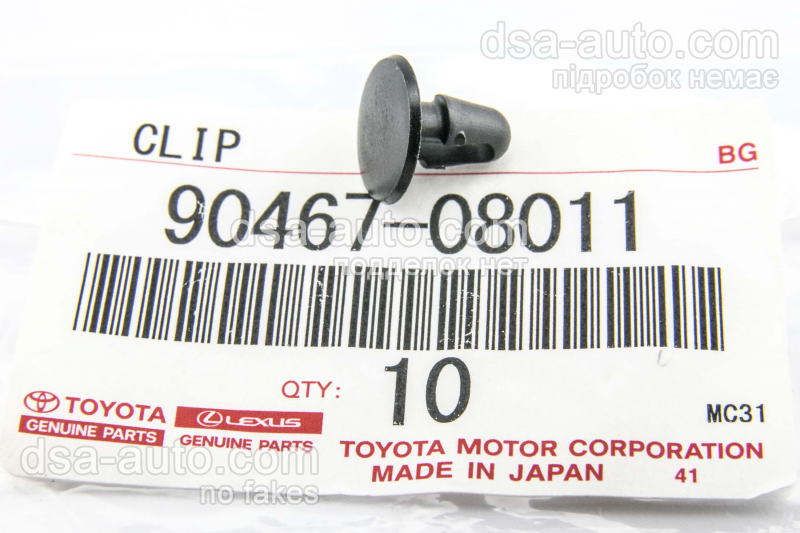 dsa-auto.com
підробок немає
CLIP
BG
90467-08011
dsa-auto.com
подделок нет
QTY: 10
MC31
TOYOTA
GENUINE PARTS
LEXUS
GENUINE PARTS
TOYOTA MOTOR CORPORATION
MADE IN JAPAN 41
dsa-auto.com
no fakes